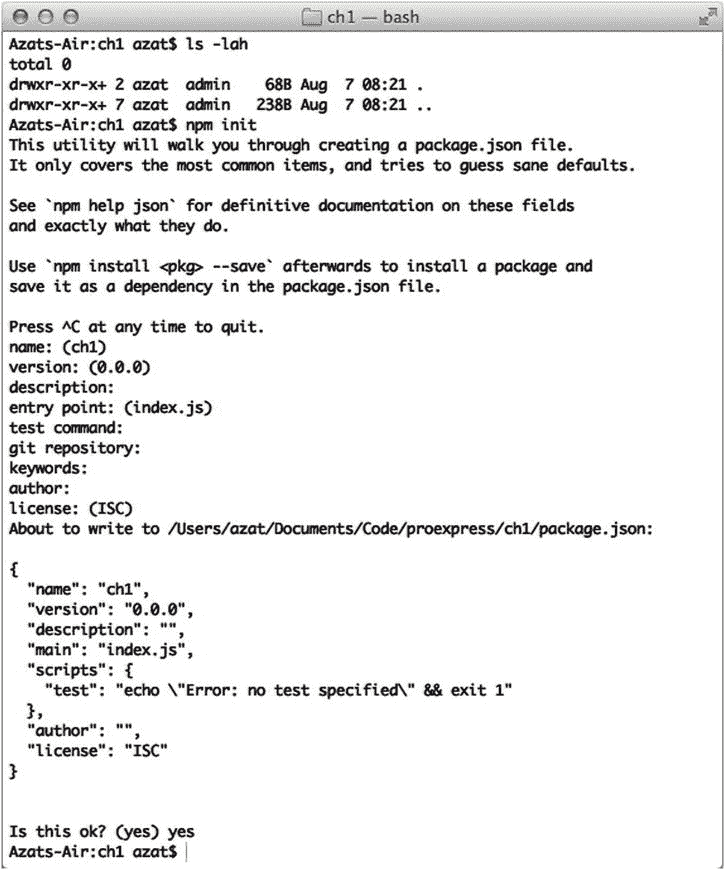 ch1 — bash
Azats-Air:ch1 azat$ ls -lah
total 0
drwxr-xr-x+ 2 azat  admin    68B Aug  7 08:21 .
drwxr-xr-x+ 7 azat  admin   238B Aug  7 08:21 ..
Azats-Air:ch1 azat$ npm init
This utility will walk you through creating a package.json file.
It only covers the most common items, and tries to guess sane defaults.
See `npm help json` for definitive documentation on these fields
and exactly what they do.
Use `npm install <pkg> --save` afterwards to install a package and
save it as a dependency in the package.json file.
Press ^C at any time to quit.
name: (ch1)
version: (0.0.0)
description:
entry point: (index.js)
test command:
git repository:
keywords:
author:
license: (ISC)
About to write to /Users/azat/Documents/Code/proexpress/ch1/package.json:
{
  "name": "ch1",
  "version": "0.0.0",
  "description": "",
  "main": "index.js",
  "scripts": {
    "test": "echo \"Error: no test specified\" && exit 1"
  },
  "author": "",
  "license": "ISC"
}
Is this ok? (yes) yes
Azats-Air:ch1 azat$